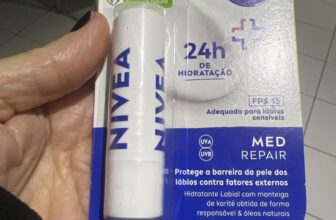 NIVEA
NIVEA
24h
DE
HIDRATAÇÃO
FPS 15
Adequado para lábios
sensíveis
UVA
UVB
MED
REPAIR
Protege a barreira da pele dos
lábios contra fatores externos
Hidratante Labial com manteiga
de karité obtida de forma
responsável & óleos naturais